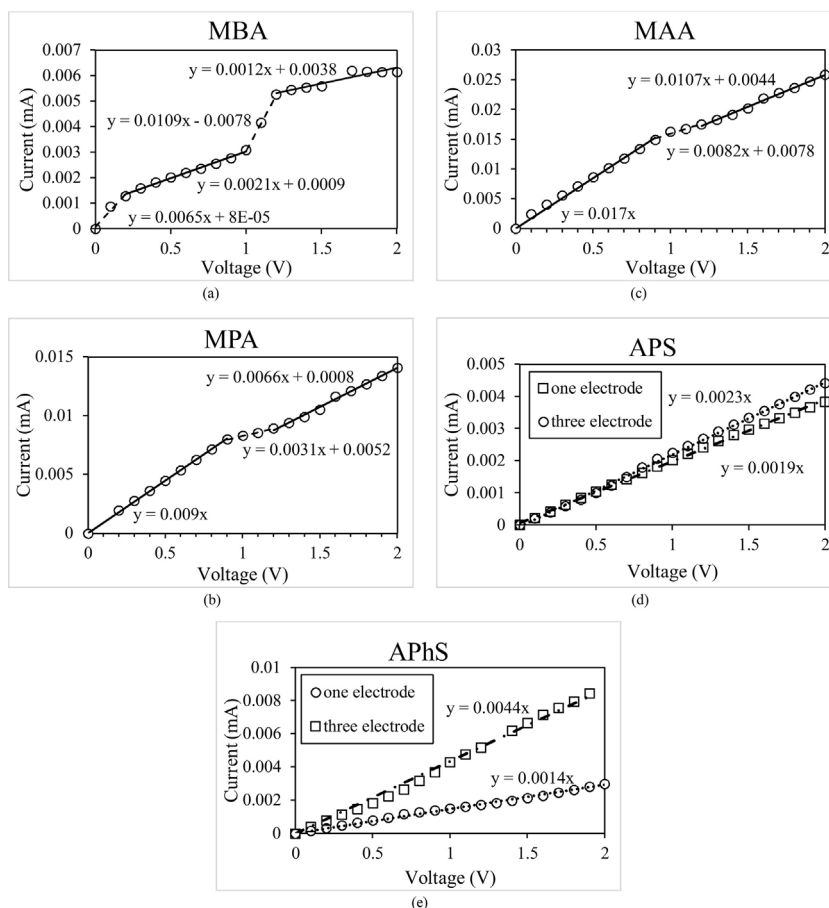 MBA
0.007
0.006
0.005
0.004
0.003
0.002
0.001
0
Current (mA)
y = 0.0012x + 0.0038
y = 0.0109x - 0.0078
y = 0.0021x + 0.0009
y = 0.0065x + 8E-05
0 0.5 1 1.5 2
Voltage (V)
(a)
MAA
0.03
0.025
0.02
0.015
0.01
0.005
0
Current (mA)
y = 0.0107x + 0.0044
y = 0.0082x + 0.0078
y = 0.017x
0 0.5 1 1.5 2
Voltage (V)
(c)
MPA
0.015
0.01
0.005
0
Current (mA)
y = 0.0066x + 0.0008
y = 0.0031x + 0.0052
y = 0.009x
0 0.5 1 1.5 2
Voltage (V)
(b)
APS
0.005
0.004
0.003
0.002
0.001
0
Current (mA)
one electrode
three electrode
y = 0.0023x
y = 0.0019x
0 0.5 1 1.5 2
Voltage (V)
(d)
APhS
0.01
0.008
0.006
0.004
0.002
0
Current (mA)
one electrode
three electrode
y = 0.0044x
y = 0.0014x
0 0.5 1 1.5 2
Voltage (V)
(e)